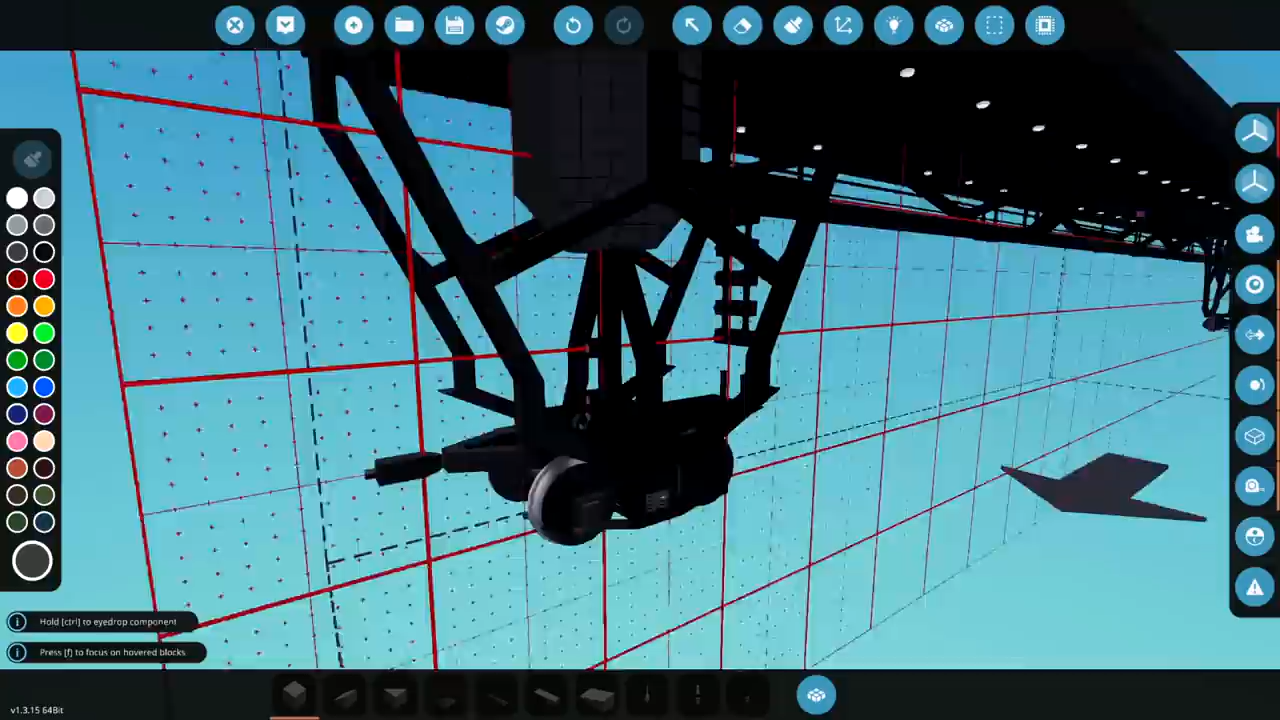 Hold [ctrl] to eyedrop component
Press [f] to focus on hovered blocks
v1.3.15 64Bit